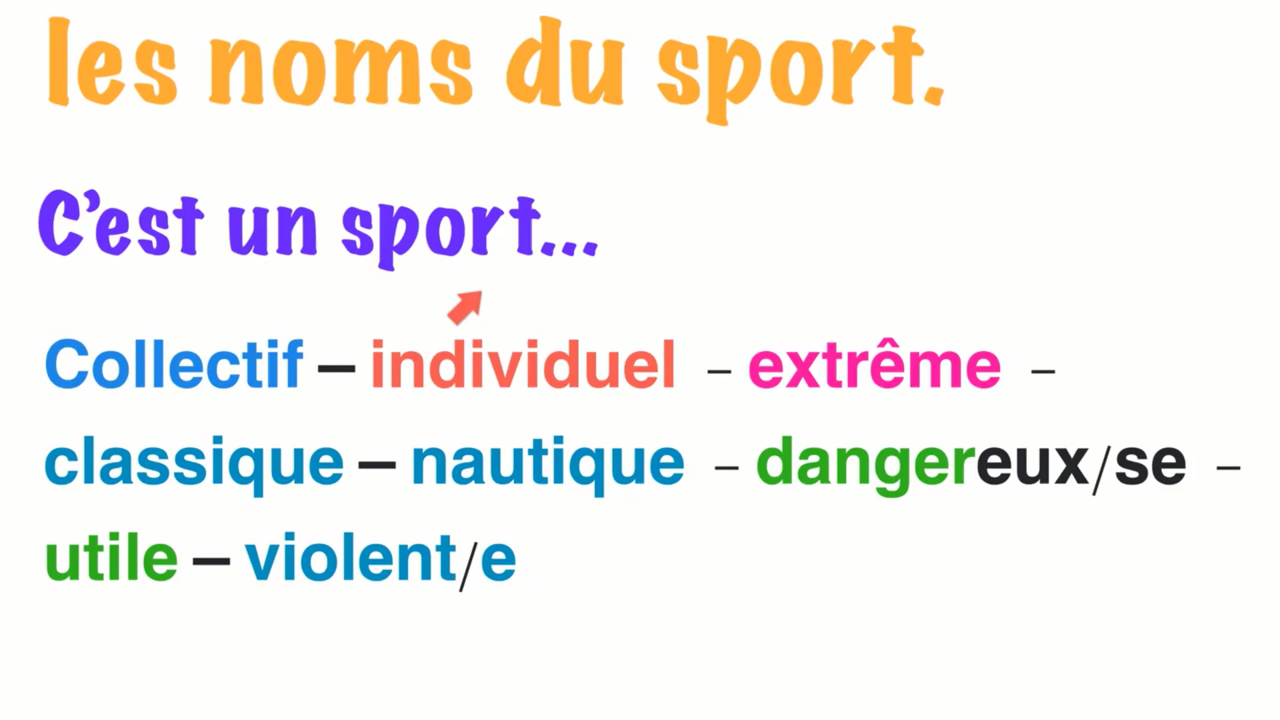 les noms du sport.
C'est un sport...
Collectif – individuel – extrême –
classique – nautique – dangereux/se –
utile – violent/e